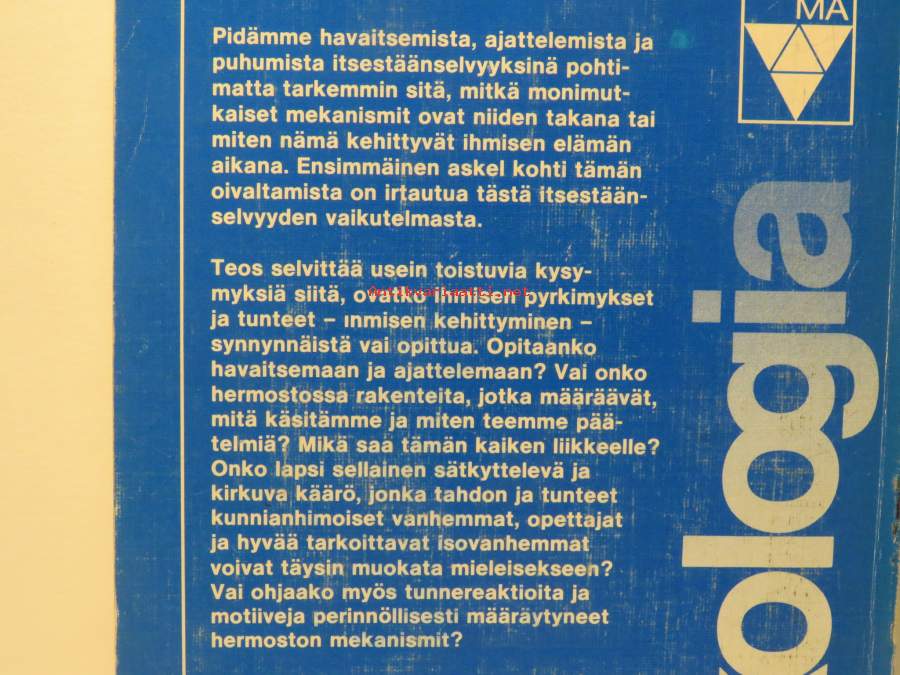 MA
Pidämme havaitsemista, ajattelemista ja
puhumista itsestäänselvyyksinä pohti-
matta tarkemmin sitä, mitkä monimut-
kaiset mekanismit ovat niiden takana tai
miten nämä kehittyvät ihmisen elämän
aikana. Ensimmäinen askel kohti tämän
oivaltamista on irtautua tästä itsestään-
selvyyden vaikutelmasta.
Teos selvittää usein toistuvia kysy-
myksiä siitä, ovatko ihmisen pyrkimykset
ja tunteet – ihmisen kehittyminen –
synnynnäistä vai opittua. Opitaanko
havaitsemaan ja ajattelemaan? Vai onko
hermostossa rakenteita, jotka määräävät,
mitä käsitämme ja miten teemme pää-
telmiä? Mikä saa tämän kaiken liikkeelle?
Onko lapsi sellainen sätkyttelevä ja
kirkuva käärö, jonka tahdon ja tunteet
kunnianhimoiset vanhemmat, opettajat
ja hyvää tarkoittavat isovanhemmat
voivat täysin muokata mieleisekseen?
Vai ohjaako myös tunnereaktioita ja
motiiveja perinnöllisesti määräytyneet
hermoston mekanismit?
Antikvariaatti.net
ologia